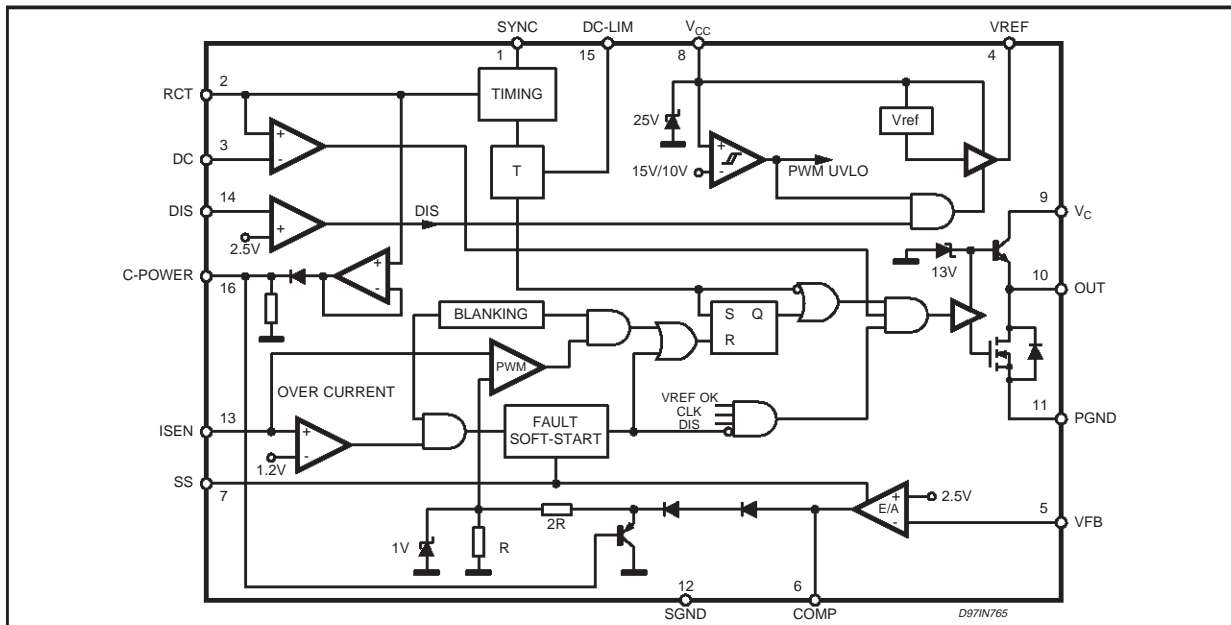 SYNC DC-LIM VCC VREF
1 15 8 4
2
RCT
TIMING
25V
Vref
+
-
3
DC
T
15V/10V
+
-
PWM UVLO
14
DIS
+
2.5V
DIS
9
VC
13V
C-POWER
16
+
-
10
OUT
BLANKING
S Q
R
PWM
OVER CURRENT
VREF OK
CLK
DIS
13
ISEN
+
-
1.2V
FAULT
SOFT-START
11
PGND
SS
7
E/A
+
-
2.5V
5
VFB
2R
1V
R
12
SGND
6
COMP
D97IN765